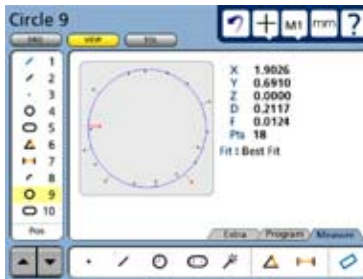 Circle 9
M1 mm ?
VIEW
TOL
1
2
3
4
5
6
7
8
9
10
Pos
X 1.9026
Y 0.6910
Z 0.0000
D 0.2117
F 0.0124
Pts 18
Fit : Best Fit
Extra Program Measure